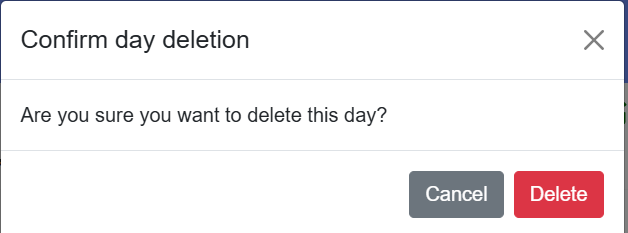 Confirm day deletion
Are you sure you want to delete this day?
Cancel Delete